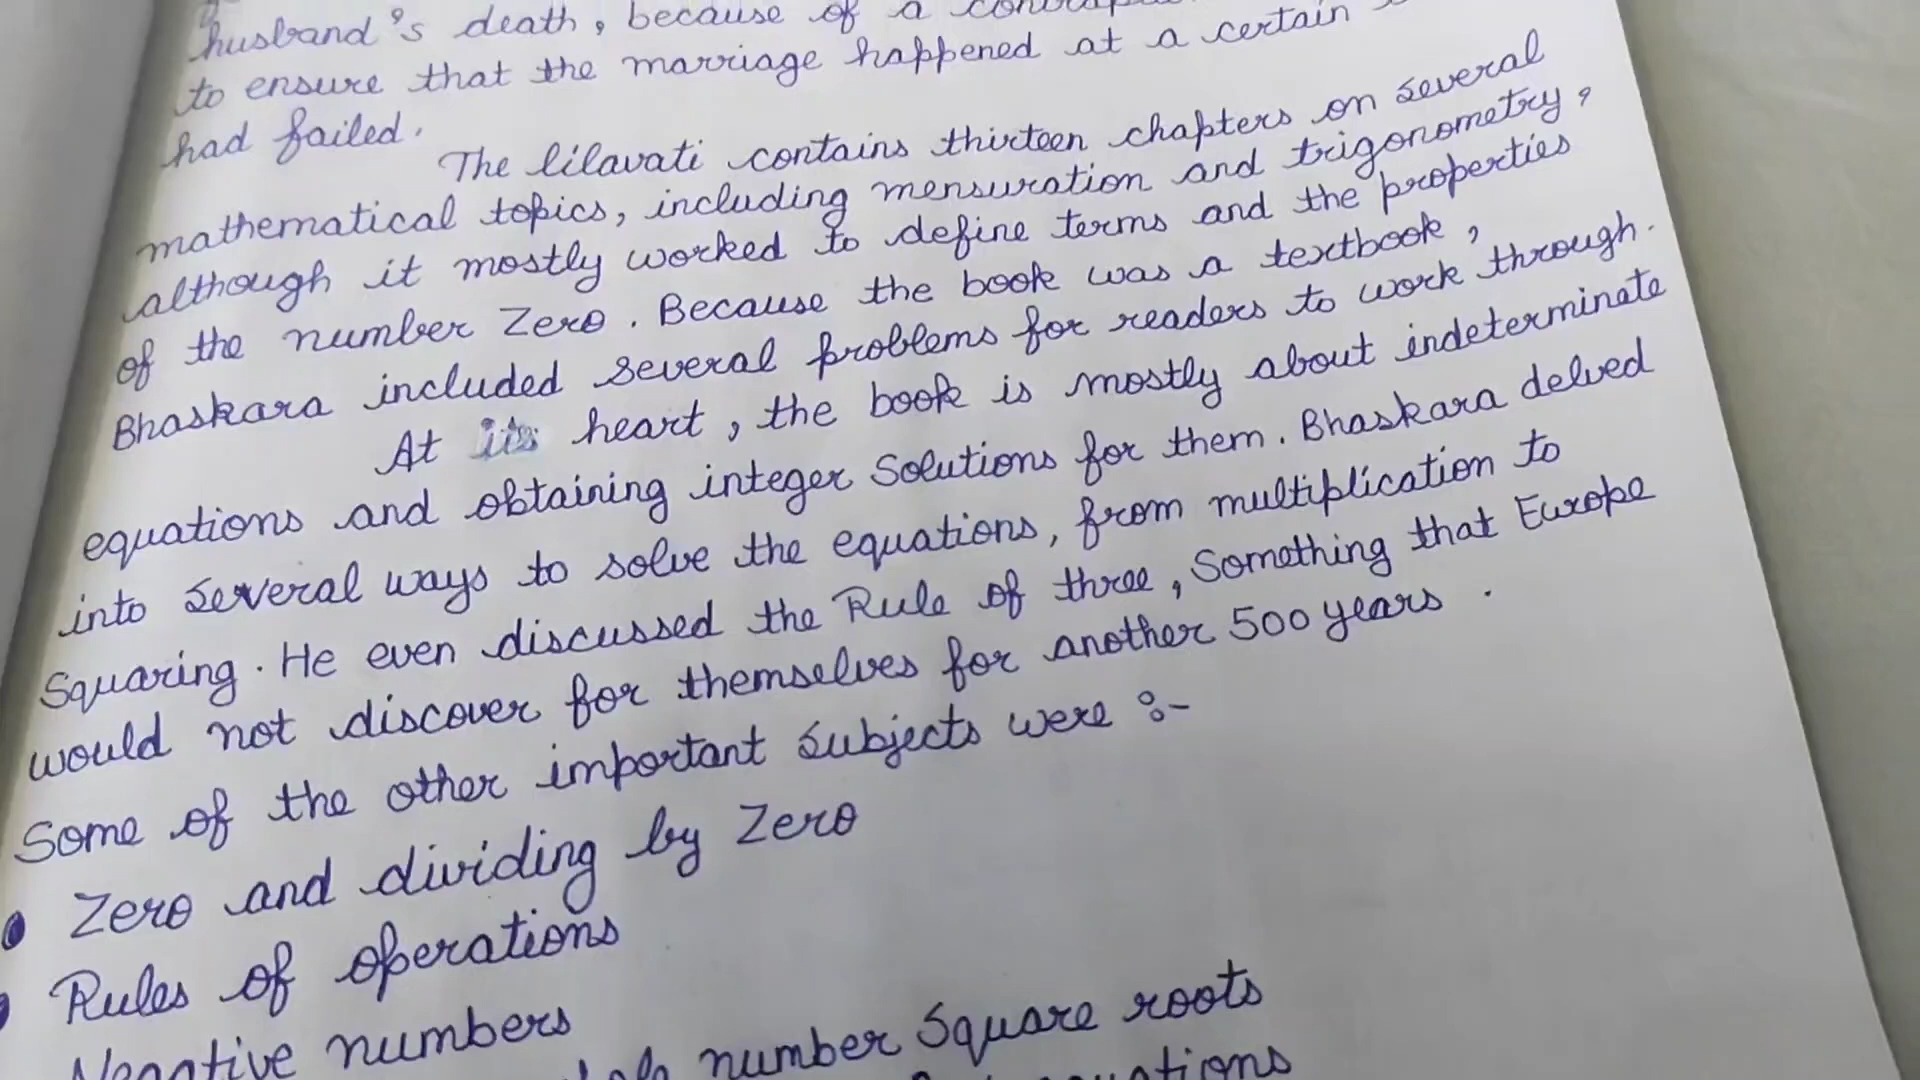 husband's death, because of a
to ensure that the marriage happened at a certain
had failed.
The lilavati contains thirteen chapters on several
mathematical topics, including mensuration and trigonometry,
although it mostly worked to define terms and the properties
of the number Zero. Because the book was a textbook,
Bhaskara included several problems for readers to work through.
At its heart, the book is mostly about indeterminate
equations and obtaining integer Solutions for them. Bhaskara delved
into several ways to solve the equations, from multiplication to
Squaring. He even discussed the Rule of three, Something that Europe
would not discover for themselves for another 500 years.
Some of the other important subjects were :-
• Zero and dividing by Zero
• Rules of operations
Negative numbers
number Square roots